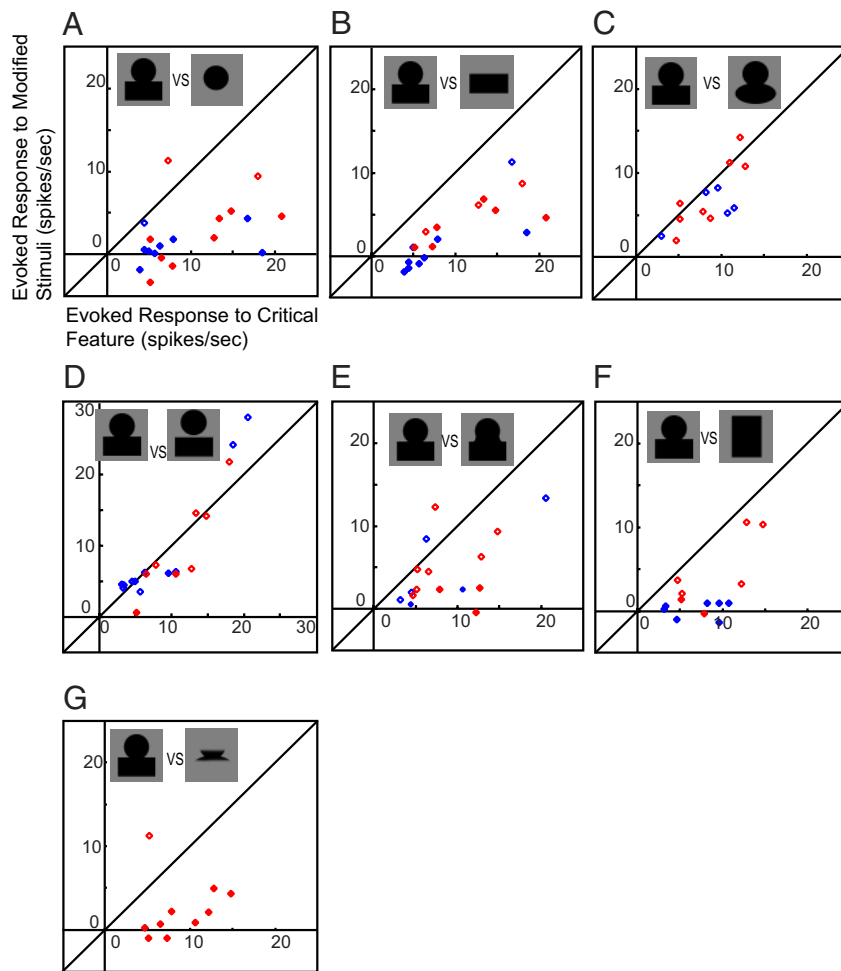 A
B
C
Evoked Response to Modified
Stimuli (spikes/sec)
20
10
0
VS
0 10 20
20
10
0
VS
0 10 20
20
10
0
VS
0 10 20
Evoked Response to Critical
Feature (spikes/sec)
D
E
F
30
20
10
0
VS
0 10 20 30
20
10
0
VS
0 10 20
20
10
0
VS
0 10 20
G
20
10
0
VS
0 10 20